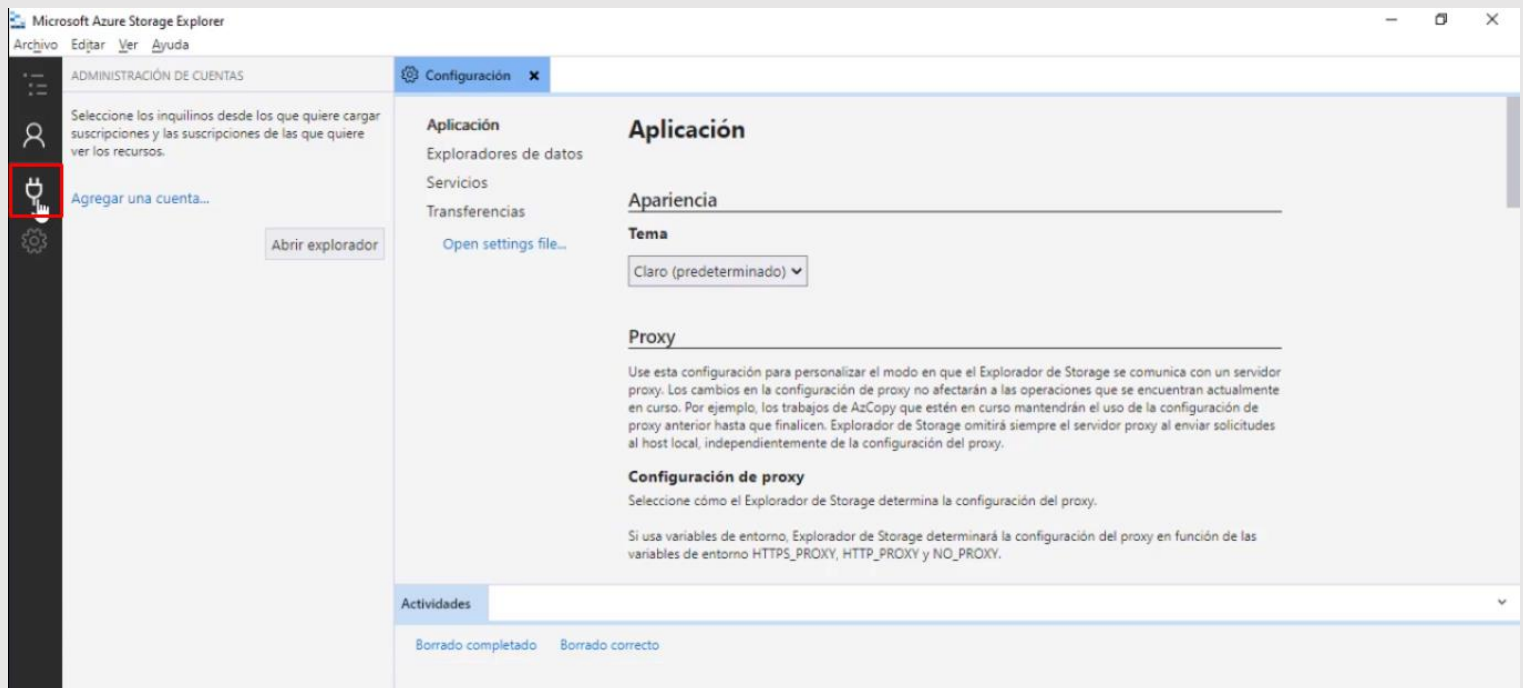 Microsoft Azure Storage Explorer
Archivo Editar Ver Ayuda
ADMINISTRACIÓN DE CUENTAS
Seleccione los inquilinos desde los que quiere cargar
suscripciones y las suscripciones de las que quiere
ver los recursos.
Agregar una cuenta...
Abrir explorador
Configuración
Aplicación
Exploradores de datos
Servicios
Transferencias
Open settings file...
Aplicación
Apariencia
Tema
Claro (predeterminado)
Proxy
Use esta configuración para personalizar el modo en que el Explorador de Storage se comunica con un servidor
proxy. Los cambios en la configuración de proxy no afectarán a las operaciones que se encuentran actualmente
en curso. Por ejemplo, los trabajos de AzCopy que estén en curso mantendrán el uso de la configuración de
proxy anterior hasta que finalicen. Explorador de Storage omitirá siempre el servidor proxy al enviar solicitudes
al host local, independientemente de la configuración del proxy.
Configuración de proxy
Seleccione cómo el Explorador de Storage determina la configuración del proxy.
Si usa variables de entorno, Explorador de Storage determinará la configuración del proxy en función de las
variables de entorno HTTPS_PROXY, HTTP_PROXY y NO_PROXY.
Actividades
Borrado completado Borrado correcto